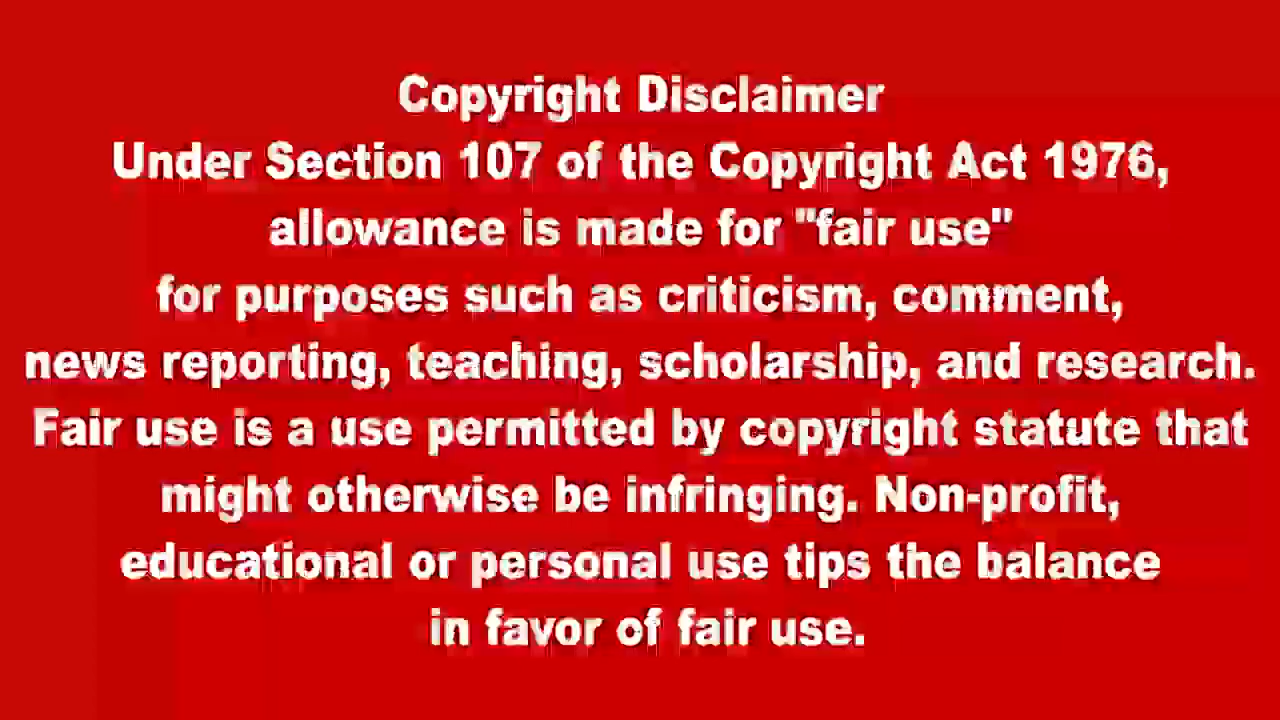 Copyright Disclaimer
Under Section 107 of the Copyright Act 1976,
allowance is made for "fair use"
for purposes such as criticism, comment,
news reporting, teaching, scholarship, and research.
Fair use is a use permitted by copyright statute that
might otherwise be infringing. Non-profit,
educational or personal use tips the balance
in favor of fair use.